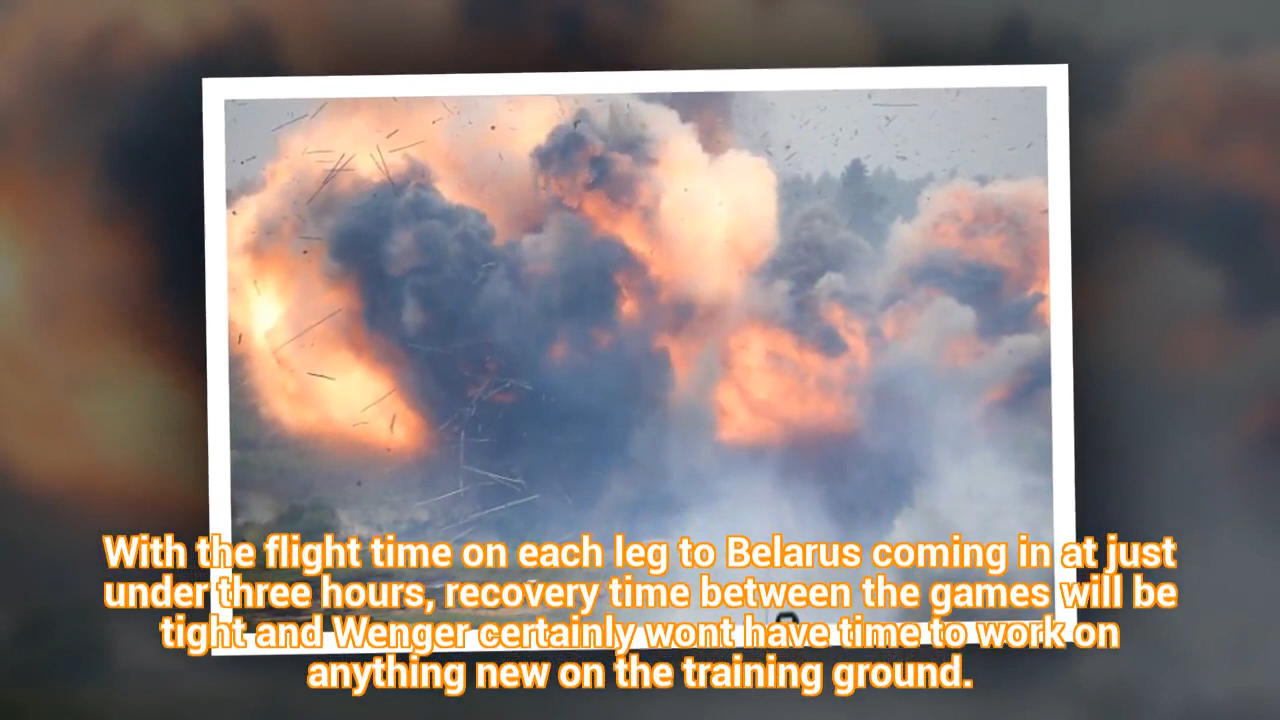 With the flight time on each leg to Belarus coming in at just
under three hours, recovery time between the games will be
tight and Wenger certainly wont have time to work on
anything new on the training ground.